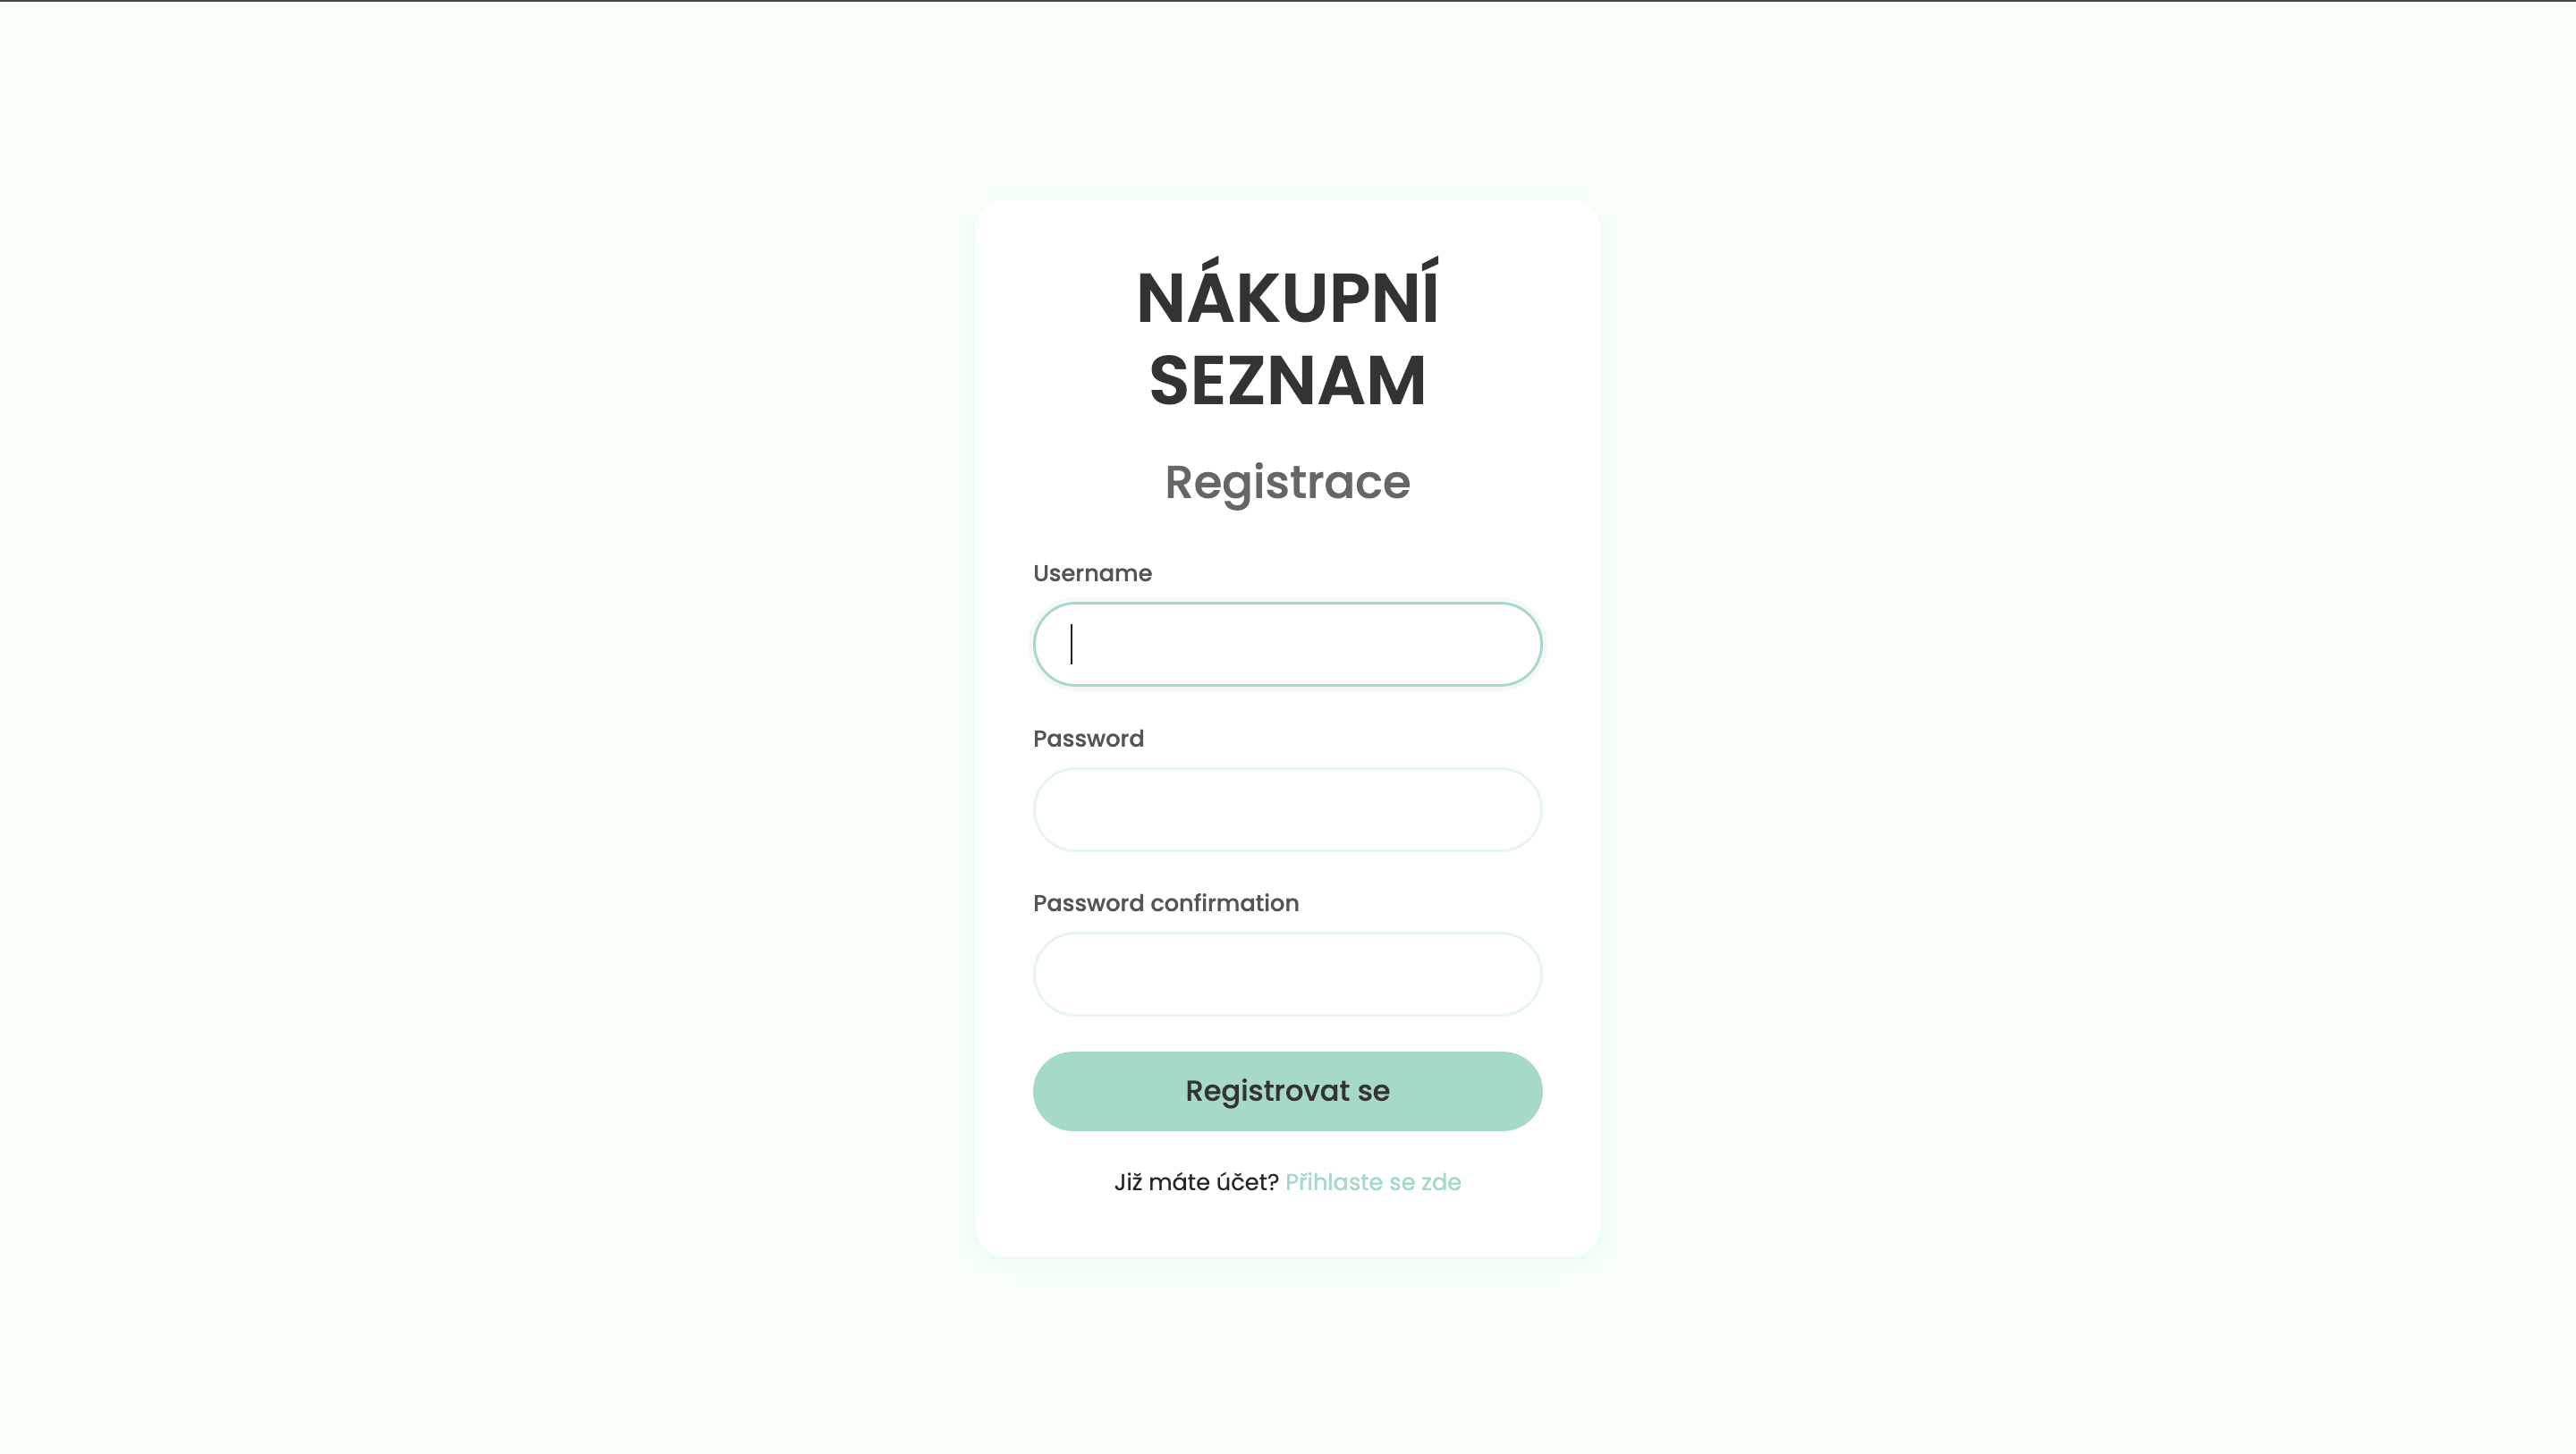 NÁKUPNÍ
SEZNAM
Registrace
Username
Password
Password confirmation
Registrovat se
Již máte účet? Přihlaste se zde